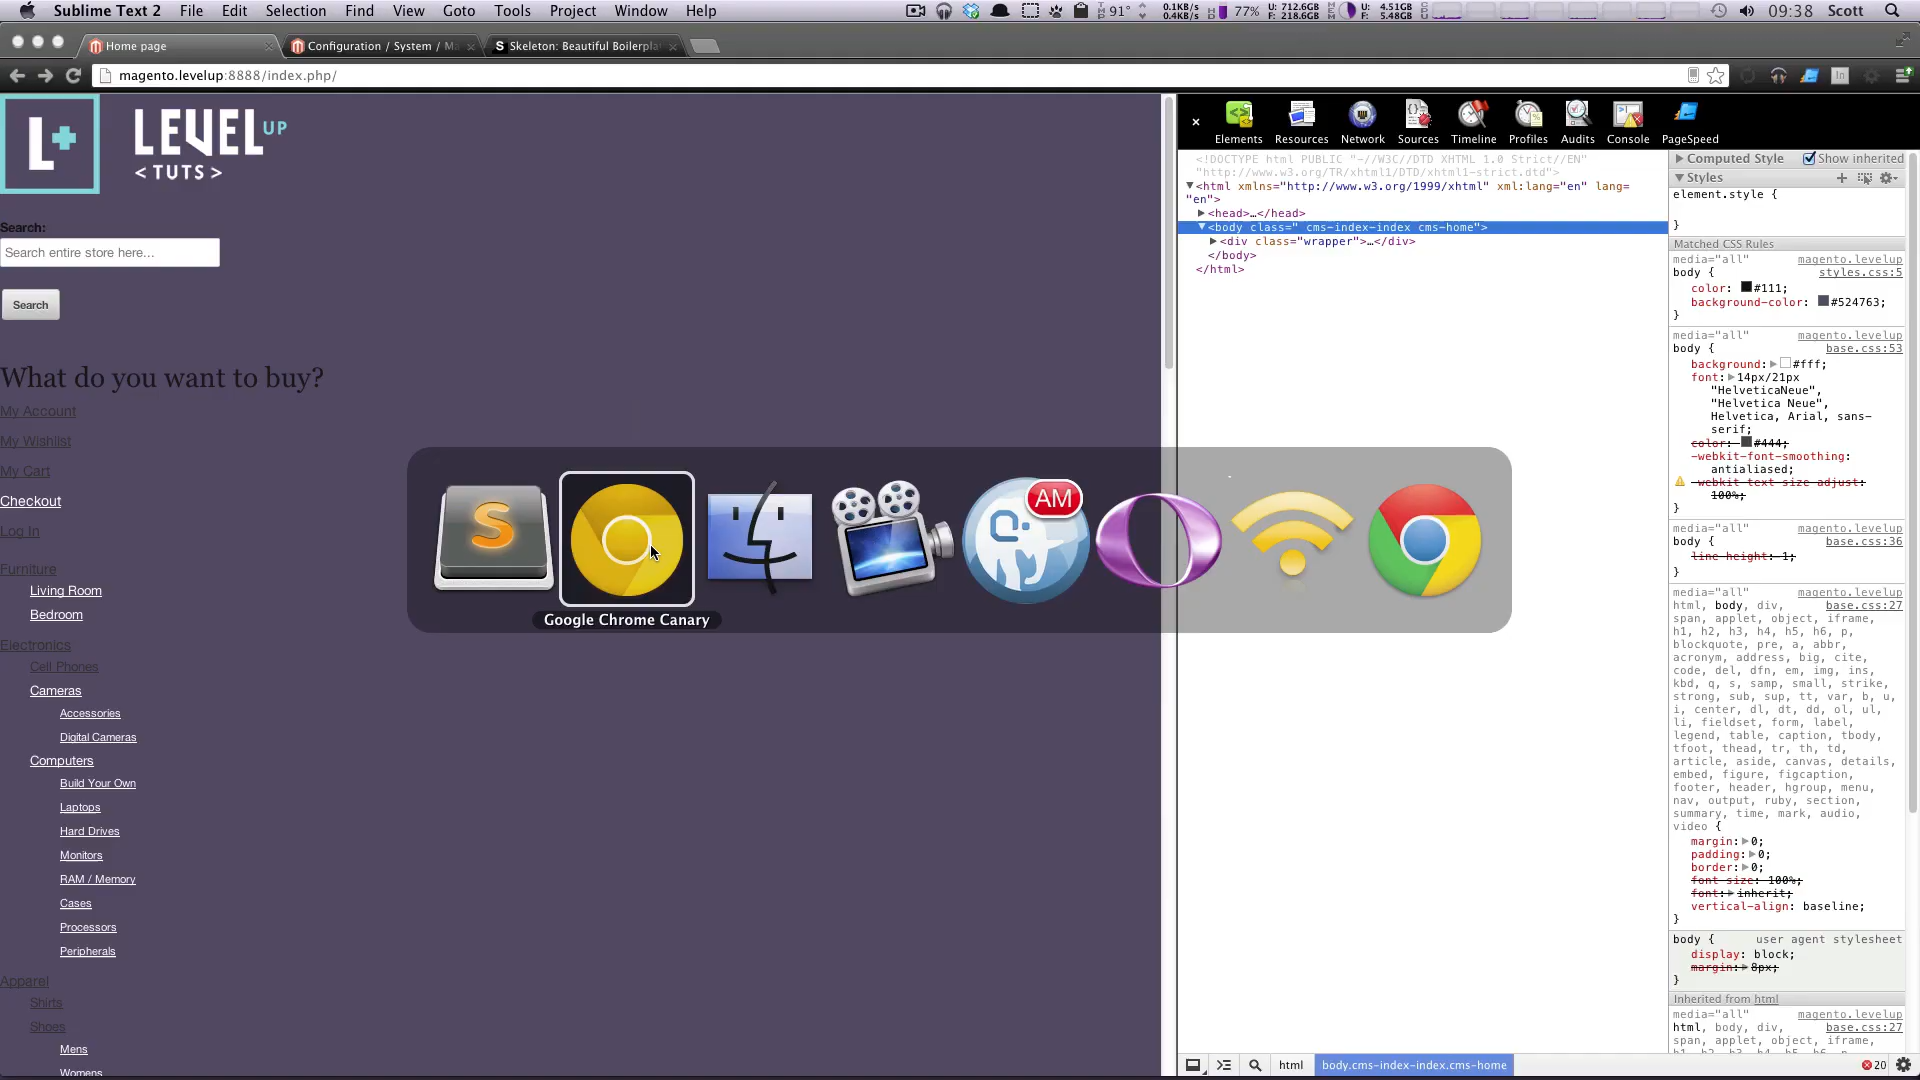 Sublime Text 2 File Edit Selection Find View Goto Tools Project Window Help 91° 0.1KB/s 0.4KB/s 77% U: 712.6GB F: 218.6GB U: 4.51GB F: 5.48GB 09:38 Scott
Home page Configuration / System / M Skeleton: Beautiful Boilerpla
magento.levelup:8888/index.php/
L+ LEVEL UP
< TUTS >
Search:
Search entire store here...
Search
What do you want to buy?
My Account
My Wishlist
My Cart
Checkout
Log In
Furniture
Living Room
Bedroom
Electronics
Cell Phones
Cameras
Accessories
Digital Cameras
Computers
Build Your Own
Laptops
Hard Drives
Monitors
RAM / Memory
Cases
Processors
Peripherals
Apparel
Shirts
Shoes
Mens
Womens
S
AM
Google Chrome Canary
Elements Resources Network Sources Timeline Profiles Audits Console PageSpeed
<!DOCTYPE html PUBLIC "-//W3C//DTD XHTML 1.0 Strict//EN"
"http://www.w3.org/TR/xhtml1/DTD/xhtml1-strict.dtd">
<html xmlns="http://www.w3.org/1999/xhtml" xml:lang="en" lang=
"en">
<head>…</head>
<body class=" cms-index-index cms-home">
<div class="wrapper">…</div>
</body>
</html>
Computed Style Show inherited
Styles
element.style {
}
Matched CSS Rules
media="all" magento.levelup
body { styles.css:5
color: #111;
background-color: #524763;
}
media="all" magento.levelup
body { base.css:53
background: #fff;
font: 14px/21px
"HelveticaNeue",
"Helvetica Neue",
Helvetica, Arial, sans-
serif;
color: #444;
-webkit-font-smoothing:
antialiased;
-webkit-text-size-adjust:
100%;
}
media="all" magento.levelup
body { base.css:36
line-height: 1;
}
media="all" magento.levelup
html, body, div, base.css:27
span, applet, object, iframe,
h1, h2, h3, h4, h5, h6, p,
blockquote, pre, a, abbr,
acronym, address, big, cite,
code, del, dfn, em, img, ins,
kbd, q, s, samp, small, strike,
strong, sub, sup, tt, var, b, u,
i, center, dl, dt, dd, ol, ul,
li, fieldset, form, label,
legend, table, caption, tbody,
tfoot, thead, tr, th, td,
article, aside, canvas, details,
embed, figure, figcaption,
footer, header, hgroup, menu,
nav, output, ruby, section,
summary, time, mark, audio,
video {
margin: 0;
padding: 0;
border: 0;
font-size: 100%;
font: inherit;
vertical-align: baseline;
}
body { user agent stylesheet
display: block;
margin: 8px;
}
Inherited from html
media="all" magento.levelup
html, body, div, base.css:27
span, applet, object, iframe,
html body.cms-index-index.cms-home 20